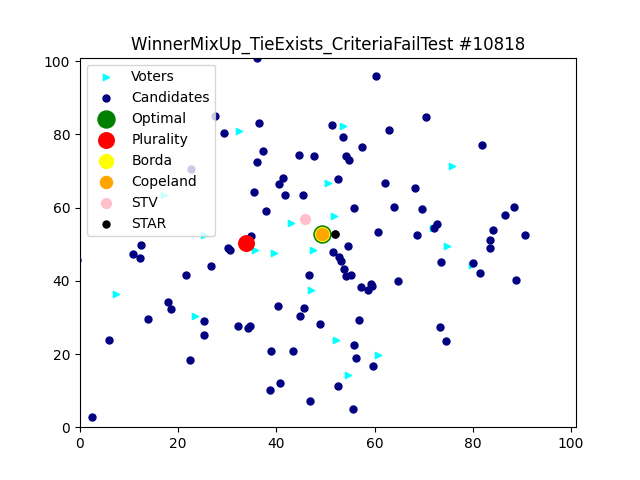 WinnerMixUp_TieExists_CriteriaFailTest #10818
100
80
60
40
20
0
0
20
40
60
80
100
Voters
Candidates
Optimal
Plurality
Borda
Copeland
STV
STAR